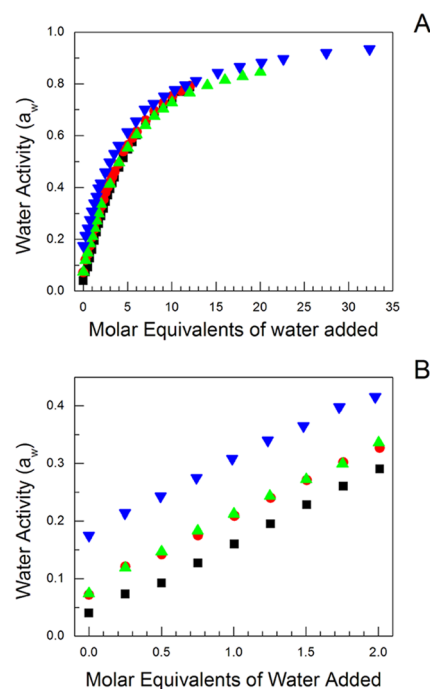 A
1.0
0.8
0.6
0.4
0.2
0.0
Water Activity (aw)
0 5 10 15 20 25 30 35
Molar Equivalents of water added
B
0.4
0.3
0.2
0.1
0.0
Water Activity (aw)
0.0 0.5 1.0 1.5 2.0
Molar Equivalents of Water Added